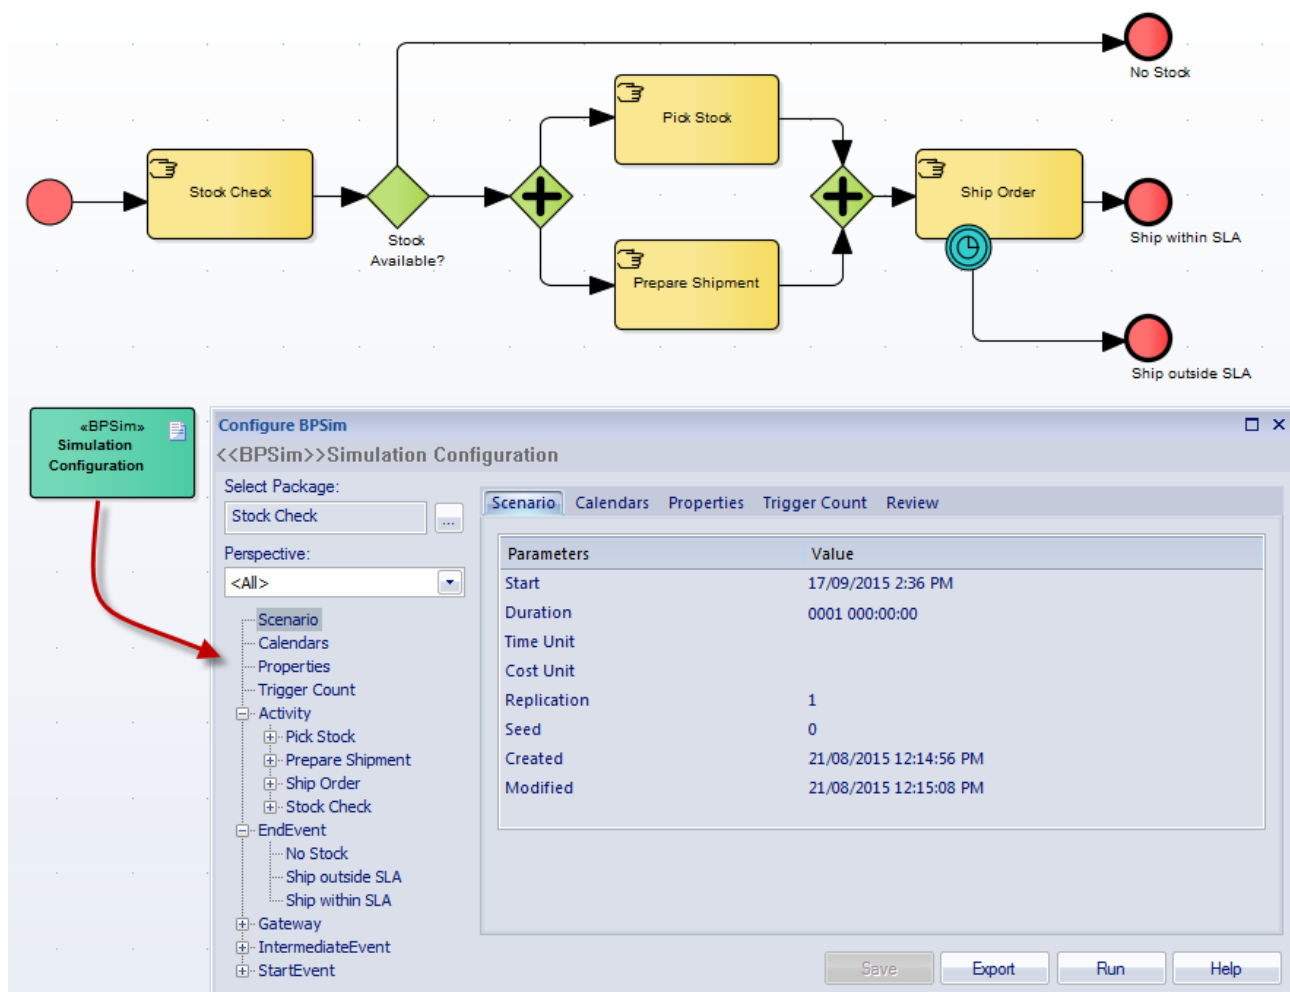 No Stock
Pick Stock
Stock Check
Ship Order
Stock
Available?
Ship within SLA
Prepare Shipment
Ship outside SLA
«BPSim»
Simulation
Configuration
Configure BPSim
<<BPSim>>Simulation Configuration
Select Package:
Stock Check
...
Perspective:
<All>
Scenario
Calendars
Properties
Trigger Count
Activity
Pick Stock
Prepare Shipment
Ship Order
Stock Check
EndEvent
No Stock
Ship outside SLA
Ship within SLA
Gateway
IntermediateEvent
StartEvent
Scenario Calendars Properties Trigger Count Review
Parameters Value
Start 17/09/2015 2:36 PM
Duration 0001 000:00:00
Time Unit
Cost Unit
Replication 1
Seed 0
Created 21/08/2015 12:14:56 PM
Modified 21/08/2015 12:15:08 PM
Save Export Run Help